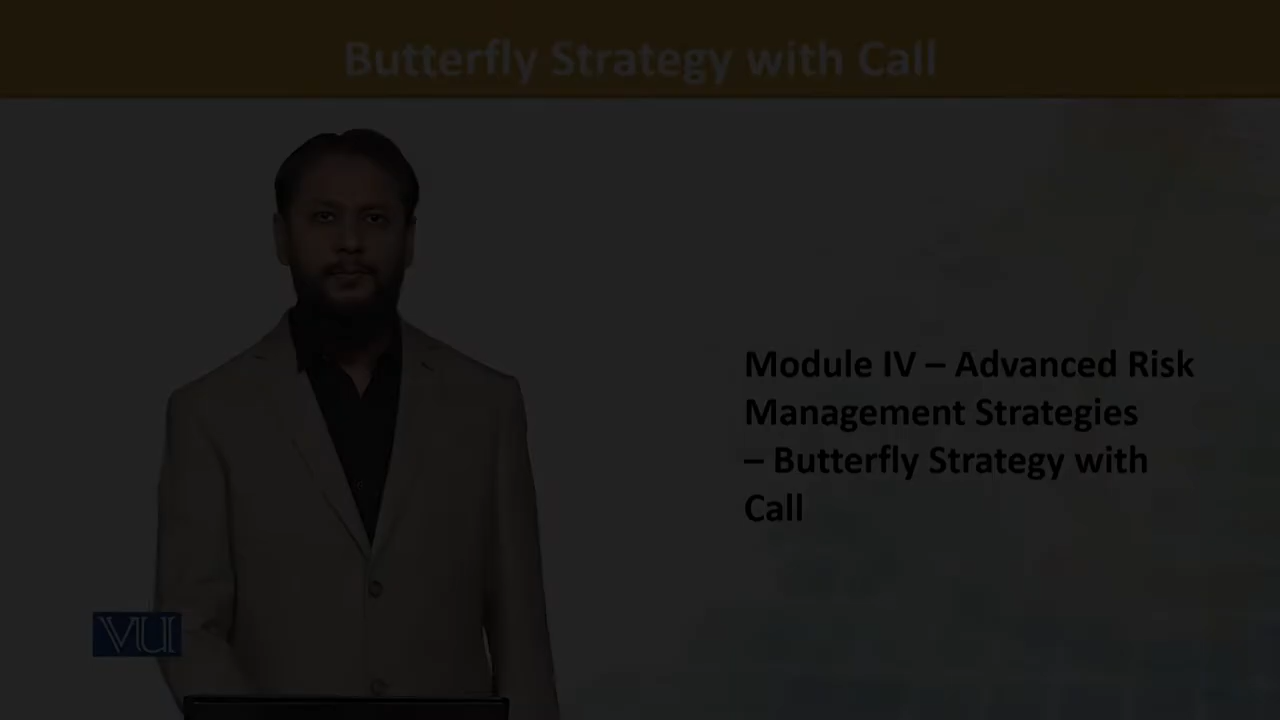 Butterfly Strategy with Call
Module IV – Advanced Risk
Management Strategies
– Butterfly Strategy with
Call
VU